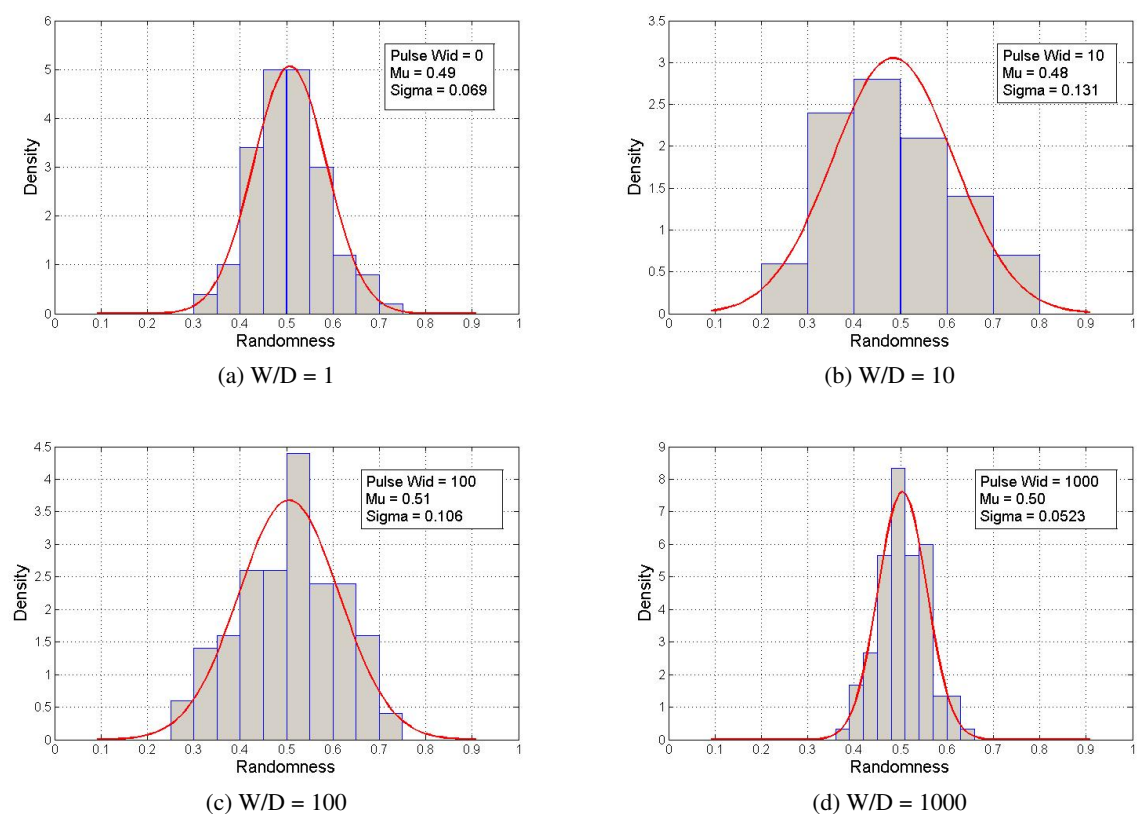 6
5
4
3
2
1
0
Density
Pulse Wid = 0
Mu = 0.49
Sigma = 0.069
0 0.1 0.2 0.3 0.4 0.5 0.6 0.7 0.8 0.9 1
Randomness
(a) W/D = 1
3.5
3
2.5
2
1.5
1
0.5
0
Density
Pulse Wid = 10
Mu = 0.48
Sigma = 0.131
0 0.1 0.2 0.3 0.4 0.5 0.6 0.7 0.8 0.9 1
Randomness
(b) W/D = 10
4.5
4
3.5
3
2.5
2
1.5
1
0.5
0
Density
Pulse Wid = 100
Mu = 0.51
Sigma = 0.106
0 0.1 0.2 0.3 0.4 0.5 0.6 0.7 0.8 0.9 1
Randomness
(c) W/D = 100
9
8
7
6
5
4
3
2
1
0
Density
Pulse Wid = 1000
Mu = 0.50
Sigma = 0.0523
0 0.1 0.2 0.3 0.4 0.5 0.6 0.7 0.8 0.9 1
Randomness
(d) W/D = 1000